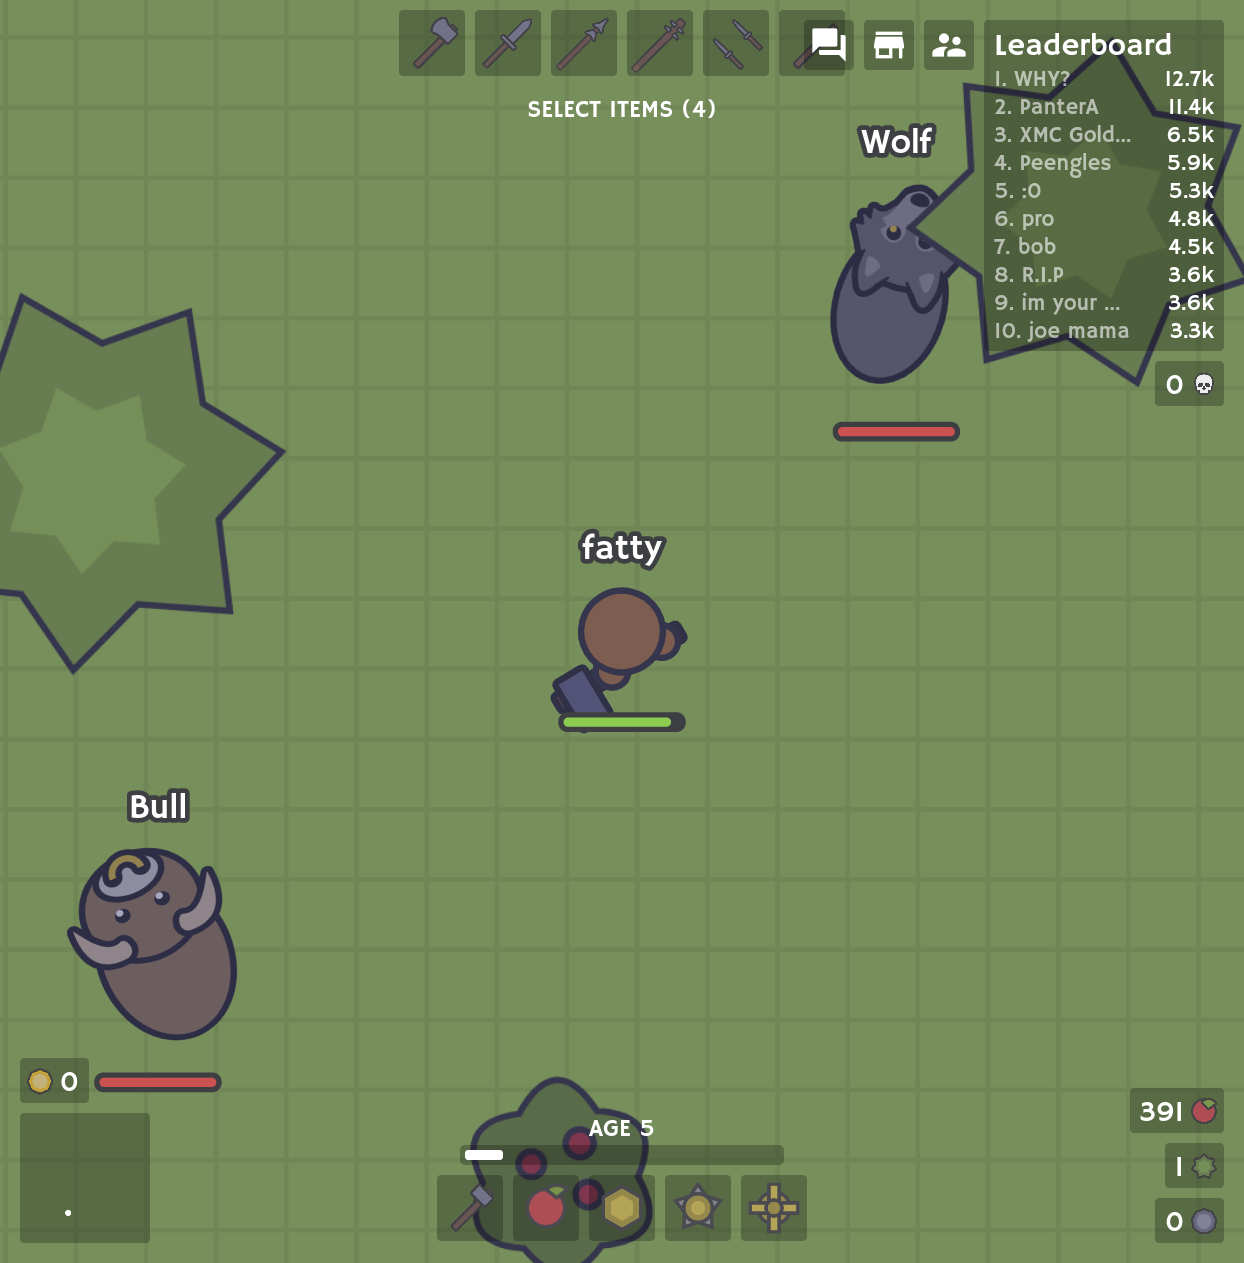 Leaderboard
1. WHY? 12.7k
2. PanterA 11.4k
3. XMC Gold... 6.5k
4. Peengles 5.9k
5. :0 5.3k
6. pro 4.8k
7. bob 4.5k
8. R.I.P 3.6k
9. im your ... 3.6k
10. joe mama 3.3k
SELECT ITEMS (4)
Wolf
0
fatty
Bull
0
391
AGE 5
1
0